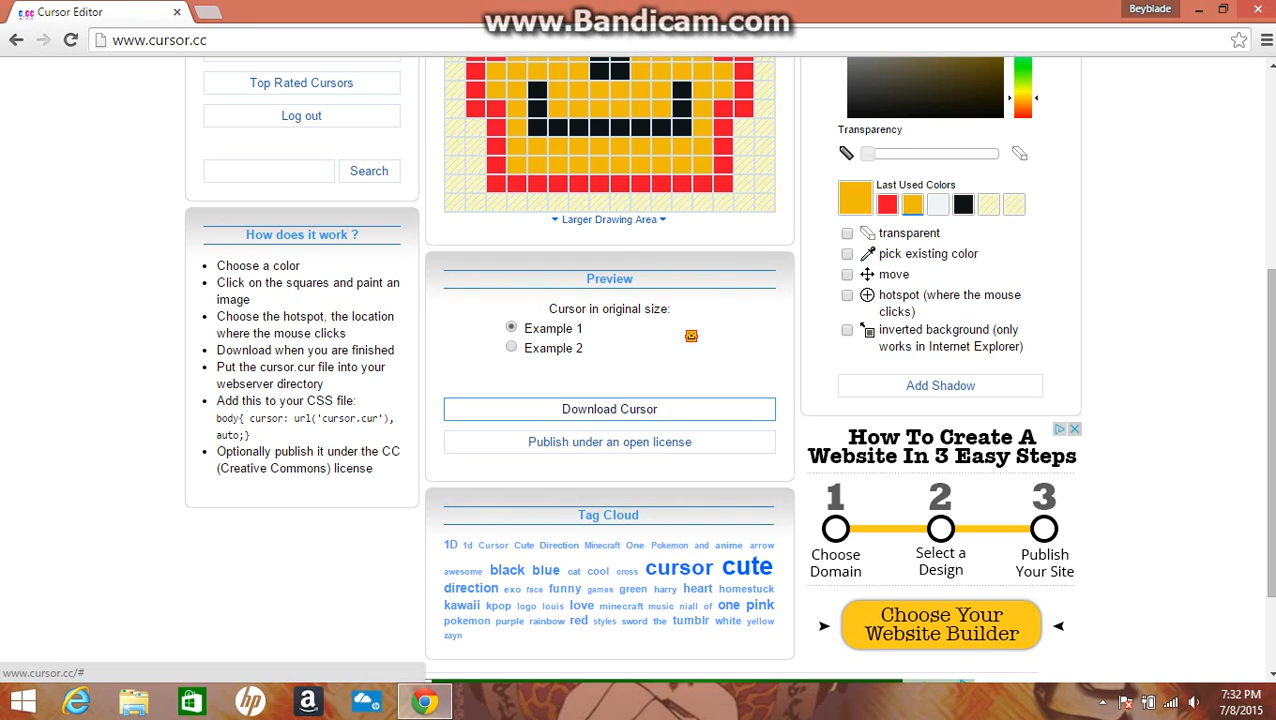 Cursor Editor
www.Bandicam.com
Beyblade
www.cursor.cc
Top Rated Cursors
Log out
Search
How does it work ?
Choose a color
Click on the squares and paint an
image
Choose the hotspot, the location
where the mouse clicks
Download when you are finished
Put the cursor.cur file into your
webserver directory
Add this to your CSS file:
body{ cursor: url('cursor.cur'),
auto;}
Optionally publish it under the CC
(Creative Commons) license
Larger Drawing Area
Preview
Cursor in original size:
Example 1
Example 2
Download Cursor
Publish under an open license
Tag Cloud
1D 1d Cursor Cute Direction Minecraft One Pokemon and anime arrow
awesome black blue cat cool cross cursor cute
direction exo face funny games green harry heart homestuck
kawaii kpop logo louis love minecraft music niall of one pink
pokemon purple rainbow red styles sword the tumblr white yellow
zayn
Transparency
Last Used Colors
transparent
pick existing color
move
hotspot (where the mouse
clicks)
inverted background (only
works in Internet Explorer)
Add Shadow
How To Create A
Website In 3 Easy Steps
1 2 3
Choose
Domain
Select a
Design
Publish
Your Site
Choose Your
Website Builder
www.cursor.cc/#
7:32 PM
7/8/2015